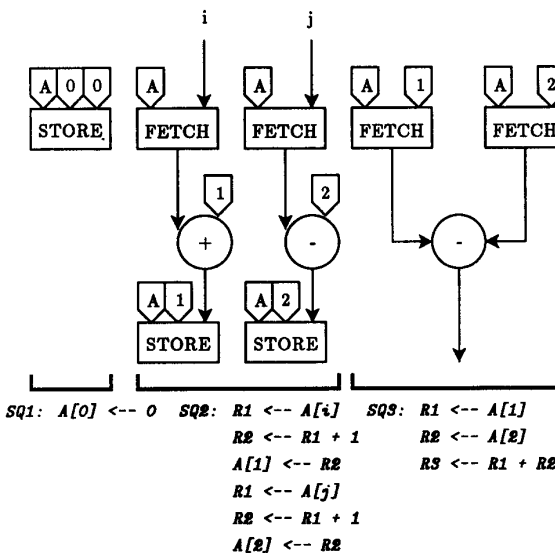 i j
A 0 0 A A A 1 A 2
STORE FETCH FETCH FETCH FETCH
1 2
+ - -
A 1 A 2
STORE STORE
SQ1: A[0] <-- 0 SQ2: R1 <-- A[i] SQ3: R1 <-- A[1]
R2 <-- R1 + 1 R2 <-- A[2]
A[1] <-- R2 R3 <-- R1 + R2
R1 <-- A[j]
R2 <-- R1 + 1
A[2] <-- R2